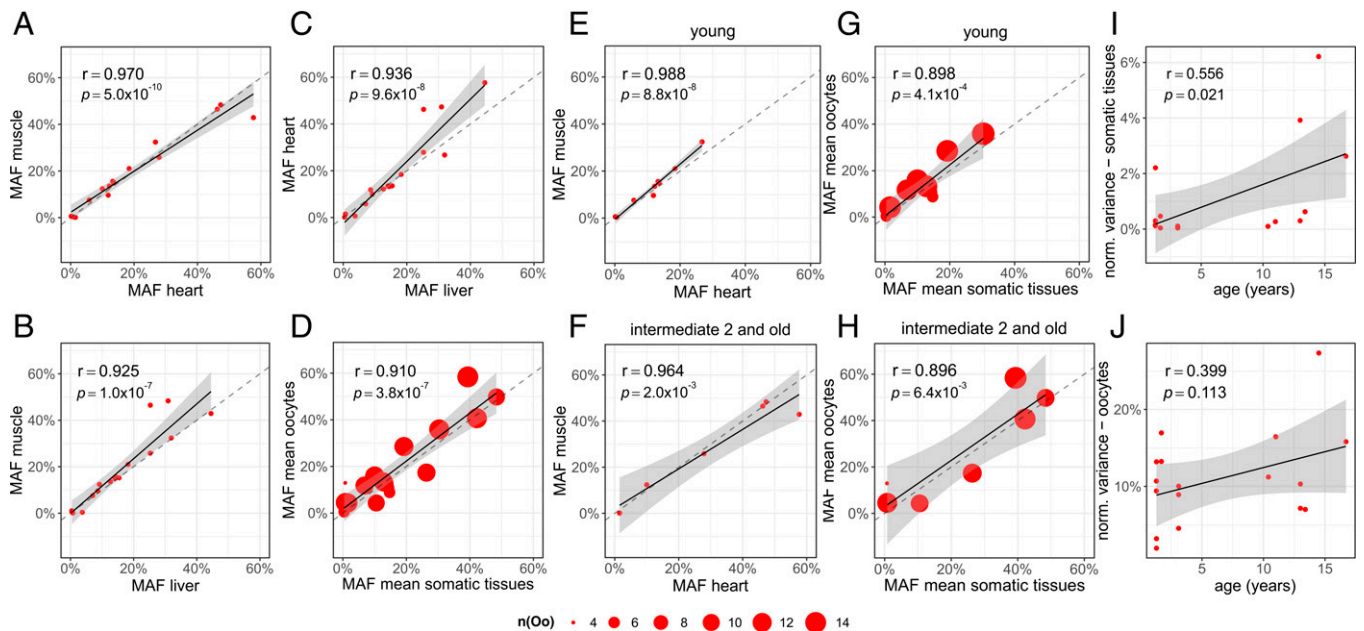 A
r = 0.970
p = 5.0x10⁻¹⁰
MAF muscle
60%
40%
20%
0%
0% 20% 40% 60%
MAF heart
C
r = 0.936
p = 9.6x10⁻⁸
MAF heart
60%
40%
20%
0%
0% 20% 40% 60%
MAF liver
E
young
r = 0.988
p = 8.8x10⁻⁸
MAF muscle
60%
40%
20%
0%
0% 20% 40% 60%
MAF heart
G
young
r = 0.898
p = 4.1x10⁻⁴
MAF mean oocytes
60%
40%
20%
0%
0% 20% 40% 60%
MAF mean somatic tissues
I
r = 0.556
p = 0.021
norm. variance − somatic tissues
6%
4%
2%
0%
5 10 15
age (years)
B
r = 0.925
p = 1.0x10⁻⁷
MAF muscle
60%
40%
20%
0%
0% 20% 40% 60%
MAF liver
D
r = 0.910
p = 3.8x10⁻⁷
MAF mean oocytes
60%
40%
20%
0%
0% 20% 40% 60%
MAF mean somatic tissues
F
intermediate 2 and old
r = 0.964
p = 2.0x10⁻³
MAF muscle
60%
40%
20%
0%
0% 20% 40% 60%
MAF heart
H
intermediate 2 and old
r = 0.896
p = 6.4x10⁻³
MAF mean oocytes
60%
40%
20%
0%
0% 20% 40% 60%
MAF mean somatic tissues
J
r = 0.399
p = 0.113
norm. variance − oocytes
20%
10%
0%
5 10 15
age (years)
n(Oo) 4 6 8 10 12 14